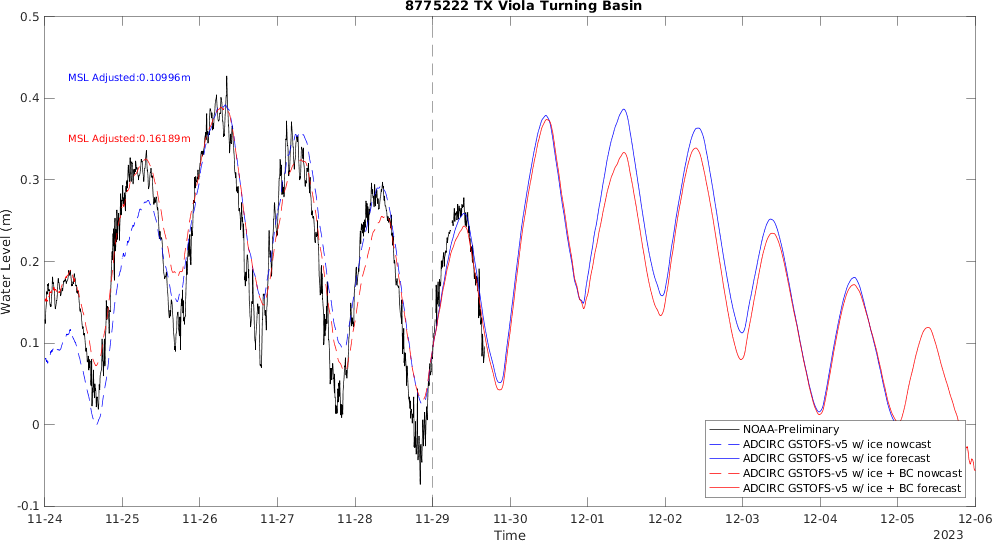 8775222 TX Viola Turning Basin
0.5
0.4
0.3
0.2
0.1
0
-0.1
Water Level (m)
MSL Adjusted:0.10996m
MSL Adjusted:0.16189m
NOAA-Preliminary
ADCIRC GSTOFS-v5 w/ ice nowcast
ADCIRC GSTOFS-v5 w/ ice forecast
ADCIRC GSTOFS-v5 w/ ice + BC nowcast
ADCIRC GSTOFS-v5 w/ ice + BC forecast
11-24 11-25 11-26 11-27 11-28 11-29 11-30 12-01 12-02 12-03 12-04 12-05 12-06
Time
2023